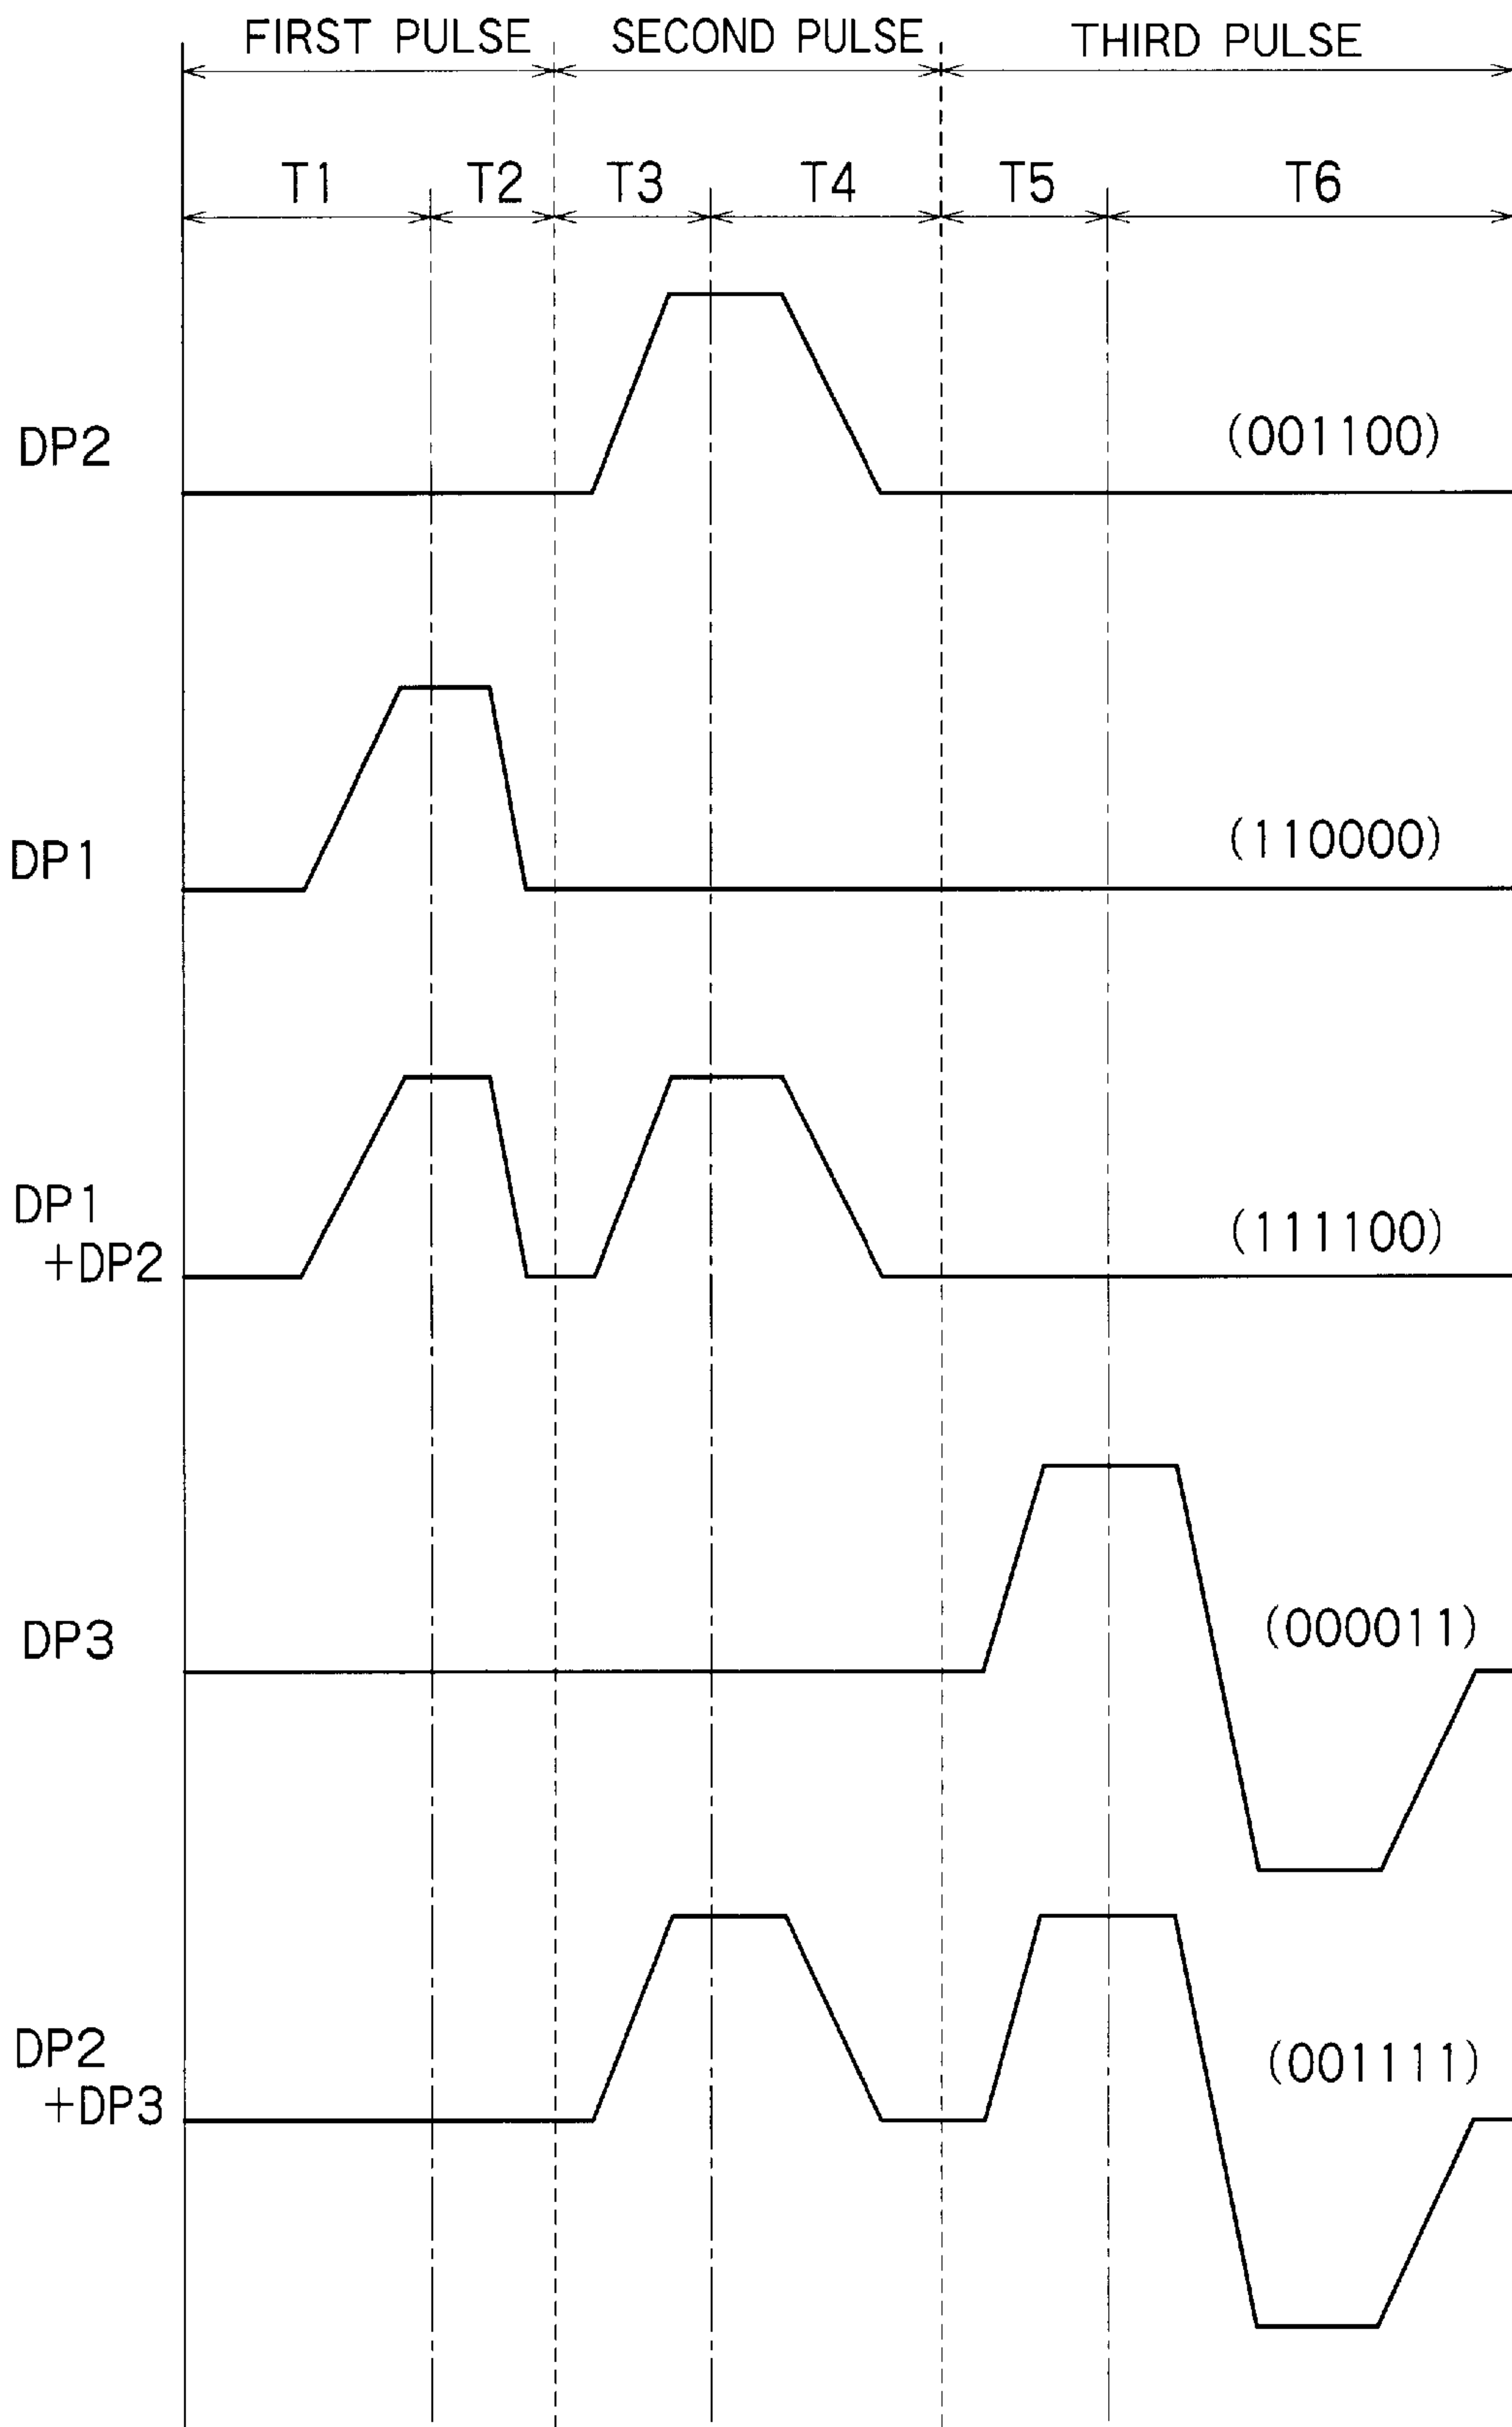 FIRST PULSE SECOND PULSE THIRD PULSE
T1 T2 T3 T4 T5 T6
DP2 (001100)
DP1 (110000)
DP1
+DP2 (111100)
DP3 (000011)
DP2
+DP3 (001111)